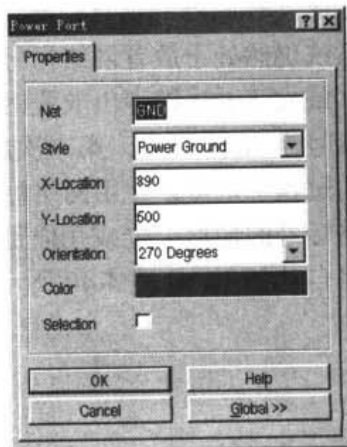 Power Port
Properties
Net GND
Style Power Ground
X-Location 890
Y-Location 500
Orientation 270 Degrees
Color
Selection
OK Help
Cancel Global >>